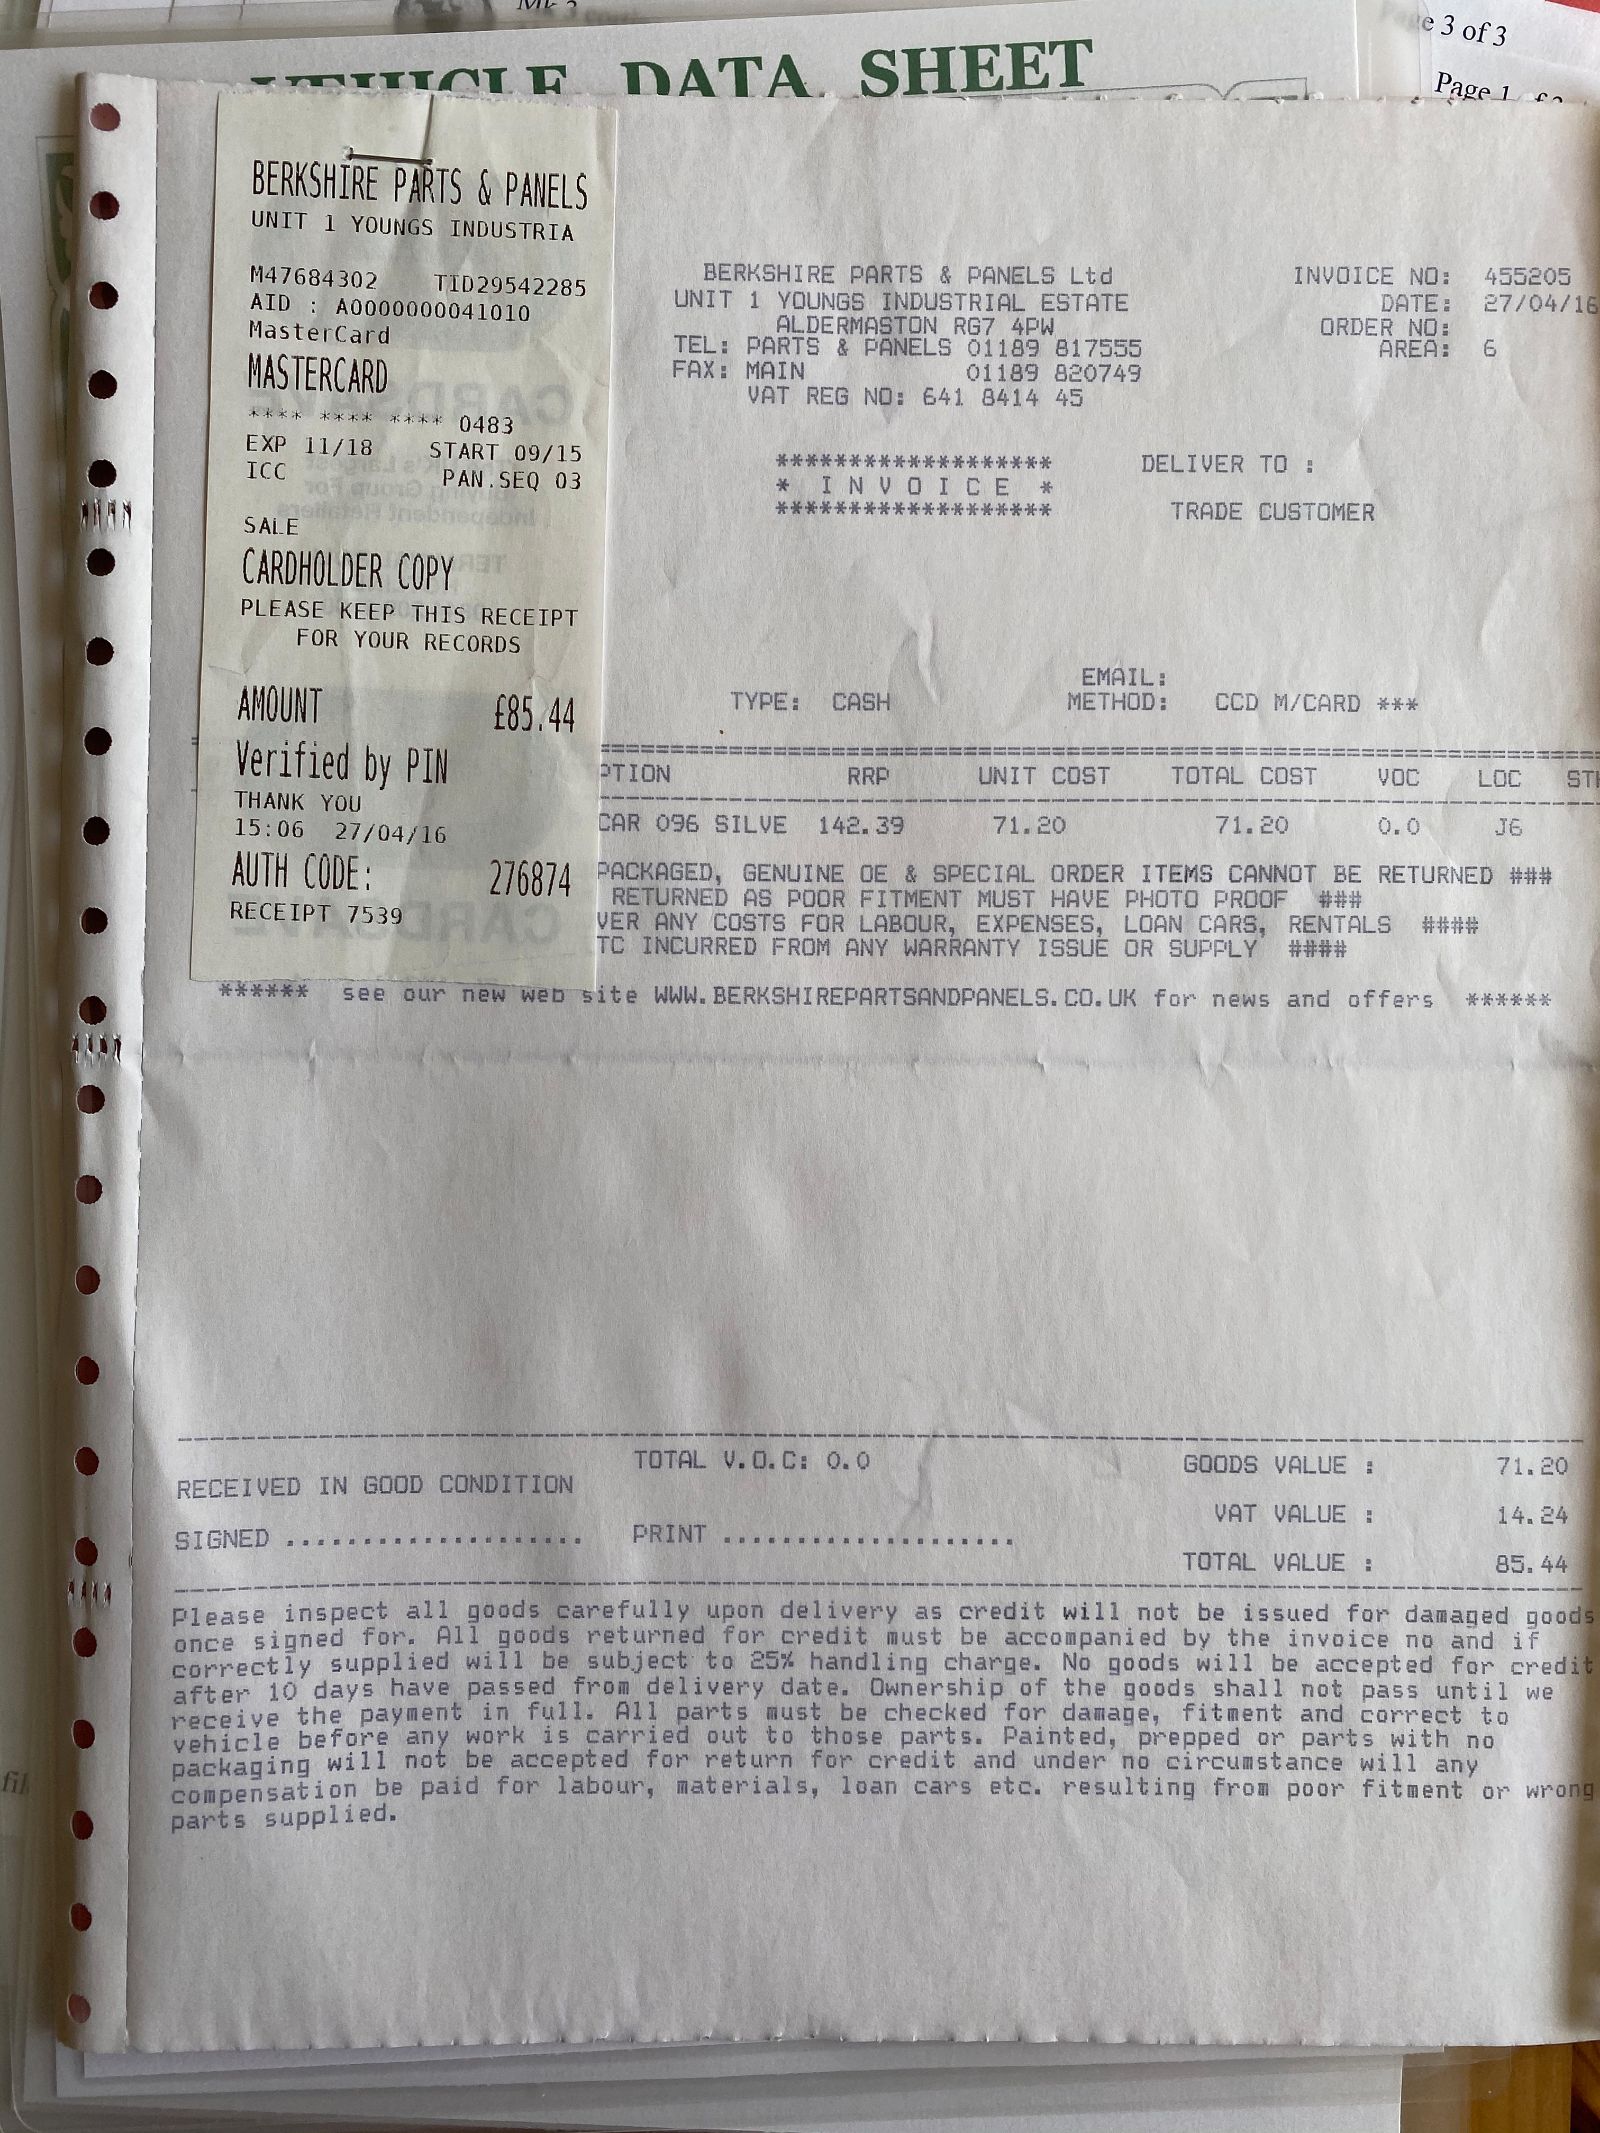 VEHICLE DATA SHEET
e 3 of 3
Page 1 of
BERKSHIRE PARTS & PANELS
UNIT 1 YOUNGS INDUSTRIA
M47684302 TID29542285
AID : A0000000041010
MasterCard
MASTERCARD
**** **** **** 0483
EXP 11/18 START 09/15
ICC PAN.SEQ 03
SALE
CARDHOLDER COPY
PLEASE KEEP THIS RECEIPT
FOR YOUR RECORDS
AMOUNT £85.44
Verified by PIN
THANK YOU
15:06 27/04/16
AUTH CODE: 276874
RECEIPT 7539
BERKSHIRE PARTS & PANELS Ltd
UNIT 1 YOUNGS INDUSTRIAL ESTATE
ALDERMASTON RG7 4PW
TEL: PARTS & PANELS 01189 817555
FAX: MAIN 01189 820749
VAT REG NO: 641 8414 45
INVOICE NO: 455205
DATE: 27/04/16
ORDER NO:
AREA: 6
*******************
* I N V O I C E *
*******************
DELIVER TO :
TRADE CUSTOMER
EMAIL:
TYPE: CASH METHOD: CCD M/CARD ***
PTION RRP UNIT COST TOTAL COST VOC LOC
CAR 096 SILVE 142.39 71.20 71.20 0.0 J6
PACKAGED, GENUINE OE & SPECIAL ORDER ITEMS CANNOT BE RETURNED ###
RETURNED AS POOR FITMENT MUST HAVE PHOTO PROOF ###
VER ANY COSTS FOR LABOUR, EXPENSES, LOAN CARS, RENTALS ####
TC INCURRED FROM ANY WARRANTY ISSUE OR SUPPLY ####
****** see our new web site WWW.BERKSHIREPARTSANDPANELS.CO.UK for news and offers ******
TOTAL V.O.C: 0.0 GOODS VALUE : 71.20
RECEIVED IN GOOD CONDITION
VAT VALUE : 14.24
SIGNED .................... PRINT ....................
TOTAL VALUE : 85.44
Please inspect all goods carefully upon delivery as credit will not be issued for damaged goods
once signed for. All goods returned for credit must be accompanied by the invoice no and if
correctly supplied will be subject to 25% handling charge. No goods will be accepted for credit
after 10 days have passed from delivery date. Ownership of the goods shall not pass until we
receive the payment in full. All parts must be checked for damage, fitment and correct to
vehicle before any work is carried out to those parts. Painted, prepped or parts with no
packaging will not be accepted for return for credit and under no circumstance will any
compensation be paid for labour, materials, loan cars etc. resulting from poor fitment or wrong
parts supplied.